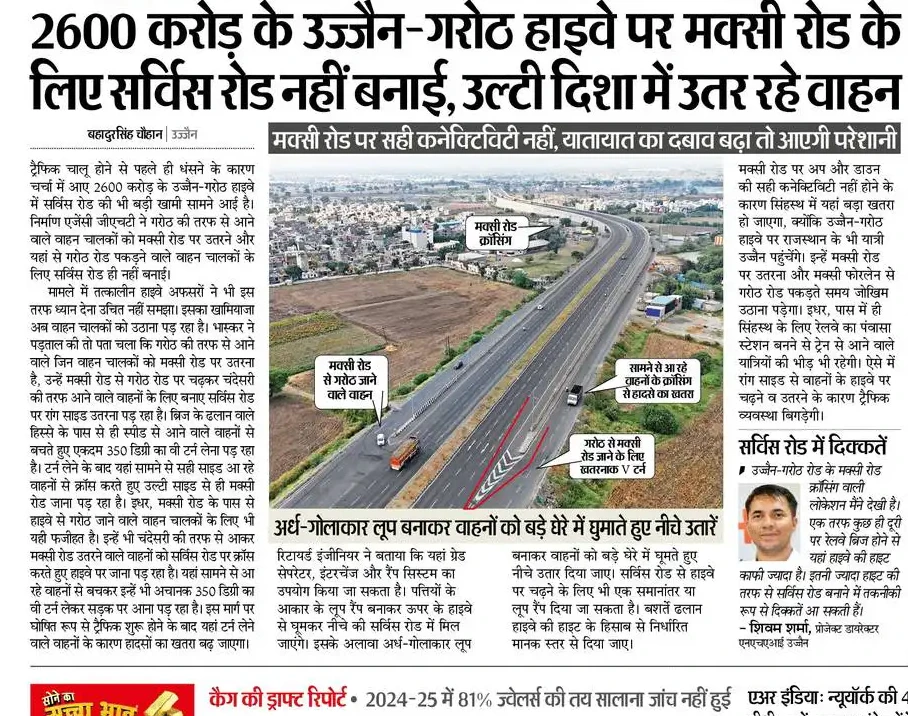 2600 करोड़ के उज्जैन-गरोठ हाइवे पर मक्सी रोड के
लिए सर्विस रोड नहीं बनाई, उल्टी दिशा में उतर रहे वाहन
बहादुरसिंह चौहान | उज्जैन
मक्सी रोड पर सही कनेक्टिविटी नहीं, यातायात का दबाव बढ़ा तो आएगी परेशानी
ट्रैफिक चालू होने से पहले ही धंसने के कारण
चर्चा में आए 2600 करोड़ के उज्जैन-गरोठ हाइवे
में सर्विस रोड की भी बड़ी खामी सामने आई है।
निर्माण एजेंसी जीएचटी ने गरोठ की तरफ से आने
वाले वाहन चालकों को मक्सी रोड पर उतरने और
यहां से गरोठ रोड पकड़ने वाले वाहन चालकों के
लिए सर्विस रोड ही नहीं बनाई।
मामले में तत्कालीन हाइवे अफसरों ने भी इस
तरफ ध्यान देना उचित नहीं समझा। इसका खामियाजा
अब वाहन चालकों को उठाना पड़ रहा है। भास्कर ने
पड़ताल की तो पता चला कि गरोठ की तरफ से आने
वाले जिन वाहन चालकों को मक्सी रोड पर उतरना
है, उन्हें मक्सी रोड से गरोठ रोड पर चढ़कर चंदेसरी
की तरफ आने वाले वाहनों के लिए बनाए सर्विस रोड
पर रांग साइड उतरना पड़ रहा है। ब्रिज के ढलान वाले
हिस्से के पास से ही स्पीड से आने वाले वाहनों से
बचते हुए एकदम 350 डिग्री का वी टर्न लेना पड़ रहा
है। टर्न लेने के बाद यहां सामने से सही साइड आ रहे
वाहनों से क्रॉस करते हुए उल्टी साइड से ही मक्सी
रोड जाना पड़ रहा है। इधर, मक्सी रोड के पास से
हाइवे से गरोठ जाने वाले वाहन चालकों के लिए भी
यही फजीहत है। इन्हें भी चंदेसरी की तरफ से आकर
मक्सी रोड उतरने वाले वाहनों को सर्विस रोड पर क्रॉस
करते हुए हाइवे पर जाना पड़ रहा है। यहां सामने से आ
रहे वाहनों से बचकर इन्हें भी अचानक 350 डिग्री का
वी टर्न लेकर सड़क पर आना पड़ रहा है। इस मार्ग पर
घोषित रूप से ट्रैफिक शुरू होने के बाद यहां टर्न लेने
वाले वाहनों के कारण हादसों का खतरा बढ़ जाएगा।
मक्सी रोड
क्रॉसिंग
मक्सी रोड
से गरोठ जाने
वाले वाहन
सामने से आ रहे
वाहनों के क्रॉसिंग
से हादसे का खतरा
गरोठ से मक्सी
रोड जाने के लिए
खतरनाक V टर्न
अर्ध-गोलाकार लूप बनाकर वाहनों को बड़े घेरे में घुमाते हुए नीचे उतारें
रिटायर्ड इंजीनियर ने बताया कि यहां ग्रेड
सेपरेटर, इंटरचेंज और रैंप सिस्टम का
उपयोग किया जा सकता है। पत्तियों के
आकार के लूप रैंप बनाकर ऊपर के हाइवे
से घूमकर नीचे की सर्विस रोड में मिल
जाएंगे। इसके अलावा अर्ध-गोलाकार लूप
बनाकर वाहनों को बड़े घेरे में घूमते हुए
नीचे उतार दिया जाए। सर्विस रोड से हाइवे
पर चढ़ने के लिए भी एक समानांतर या
लूप रैंप दिया जा सकता है। बशर्ते ढलान
हाइवे की हाइट के हिसाब से निर्धारित
मानक स्तर से दिया जाए।
मक्सी रोड पर अप और डाउन
की सही कनेक्टिविटी नहीं होने के
कारण सिंहस्थ में यहां बड़ा खतरा
हो जाएगा, क्योंकि उज्जैन-गरोठ
हाइवे पर राजस्थान के भी यात्री
उज्जैन पहुंचेंगे। इन्हें मक्सी रोड
पर उतरना और मक्सी फोरलेन से
गरोठ रोड पकड़ते समय जोखिम
उठाना पड़ेगा। इधर, पास में ही
सिंहस्थ के लिए रेलवे का पंवासा
स्टेशन बनने से ट्रेन से आने वाले
यात्रियों की भीड़ भी रहेगी। ऐसे में
रांग साइड से वाहनों के हाइवे पर
चढ़ने व उतरने के कारण ट्रैफिक
व्यवस्था बिगड़ेगी।
सर्विस रोड में दिक्कतें
उज्जैन-गरोठ रोड के मक्सी रोड
क्रॉसिंग वाली
लोकेशन मैंने देखी है।
एक तरफ कुछ ही दूरी
पर रेलवे ब्रिज होने से
यहां हाइवे की हाइट
काफी ज्यादा है। इतनी ज्यादा हाइट की
तरफ से सर्विस रोड बनाने में तकनीकी
रूप से दिक्कतें आ सकती हैं।
- शिवम शर्मा, प्रोजेक्ट डायरेक्टर
एनएचएआई उज्जैन
सोने का
कैग की ड्राफ्ट रिपोर्ट • 2024-25 में 81% ज्वेलर्स की तय सालाना जांच नहीं हुई
एअर इंडियाः न्यूयॉर्क की 4